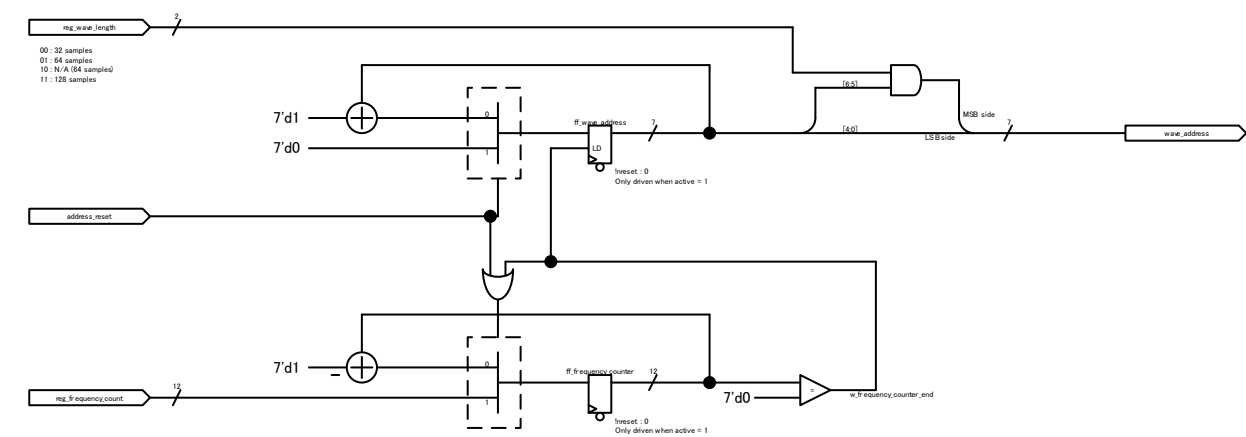 reg_wave_length
2
00 : 32 samples
01 : 64 samples
10 : N/A (64 samples)
11 : 128 samples
[6:5]
7'd1
0
ff_wave_address
7
[4:0]
MSB side
LSB side
7
wave_address
7'd0
1
LD
!nreset : 0
Only driven when active = 1
address_reset
7'd1
0
ff_frequency_counter
12
reg_frequency_count
12
1
7'd0
=
w_frequency_counter_end
!nreset : 0
Only driven when active = 1